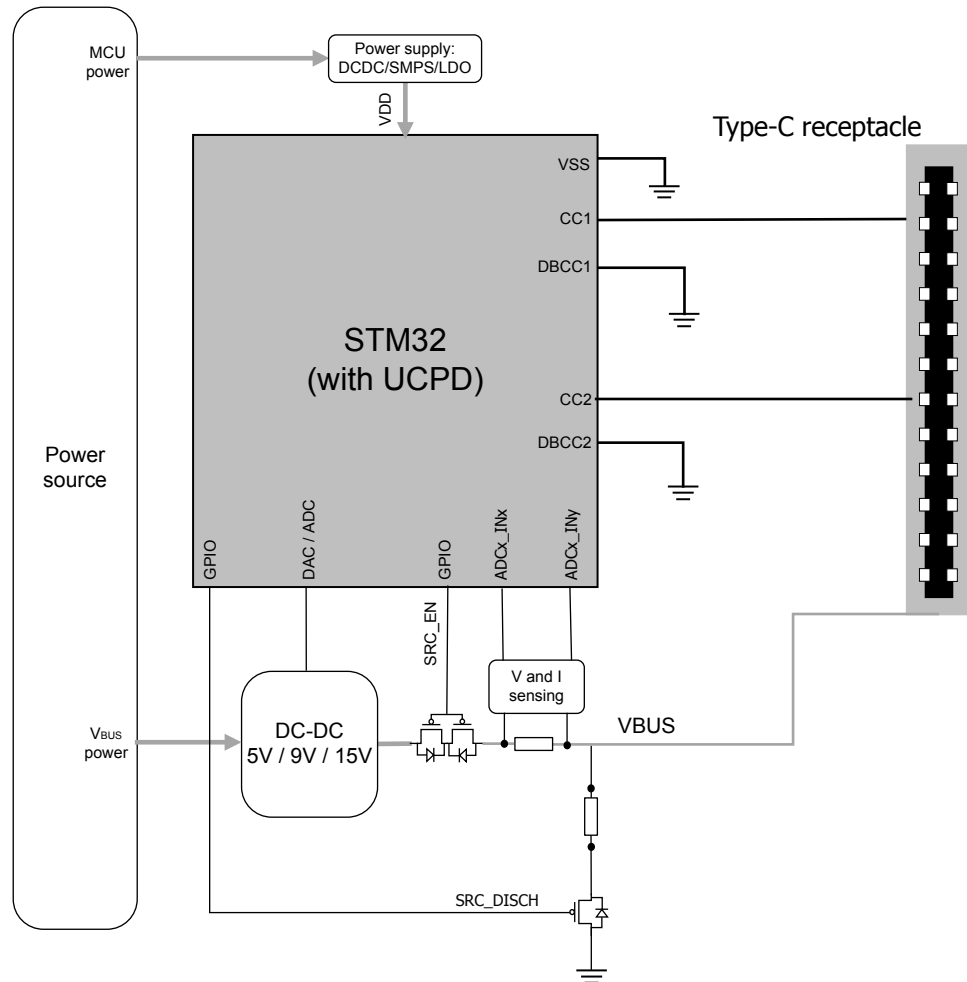 MCU
power
Power supply:
DCDC/SMPS/LDO
VDD
Type-C receptacle
VSS
CC1
DBCC1
STM32
(with UCPD)
CC2
DBCC2
Power
source
GPIO
DAC / ADC
GPIO
ADCx_INx
ADCx_INy
SRC_EN
V and I
sensing
VBUS
power
DC-DC
5V / 9V / 15V
VBUS
SRC_DISCH